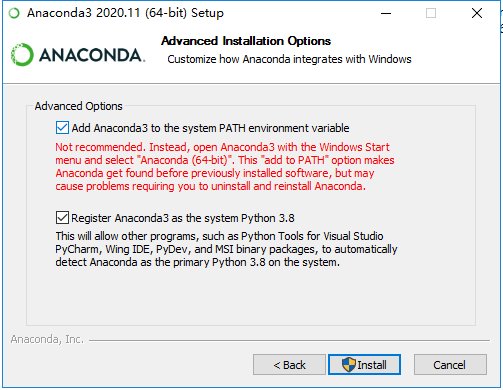 Anaconda3 2020.11 (64-bit) Setup
ANACONDA.
Advanced Installation Options
Customize how Anaconda integrates with Windows
Advanced Options
Add Anaconda3 to the system PATH environment variable
Not recommended. Instead, open Anaconda3 with the Windows Start
menu and select "Anaconda (64-bit)". This "add to PATH" option makes
Anaconda get found before previously installed software, but may
cause problems requiring you to uninstall and reinstall Anaconda.
Register Anaconda3 as the system Python 3.8
This will allow other programs, such as Python Tools for Visual Studio
PyCharm, Wing IDE, PyDev, and MSI binary packages, to automatically
detect Anaconda as the primary Python 3.8 on the system.
Anaconda, Inc.
< Back
Install
Cancel